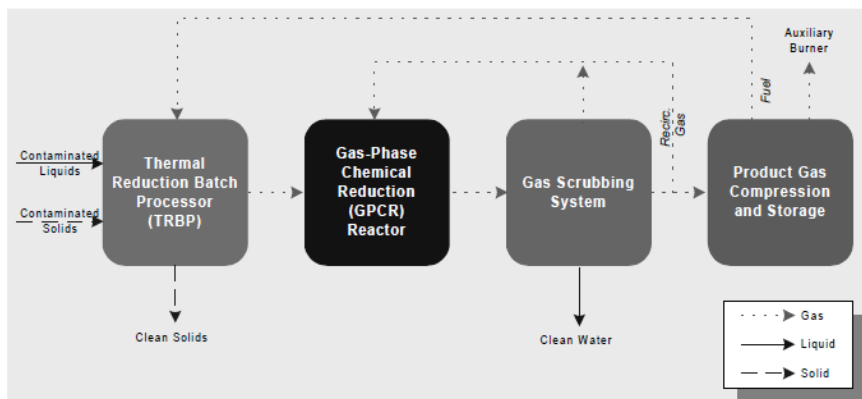 Auxiliary
Burner
Fuel
Recirc.
Gas
Contaminated
Liquids
Contaminated
Solids
Thermal
Reduction Batch
Processor
(TRBP)
Gas-Phase
Chemical
Reduction
(GPCR)
Reactor
Gas Scrubbing
System
Product Gas
Compression
and Storage
Clean Solids
Clean Water
Gas
Liquid
Solid